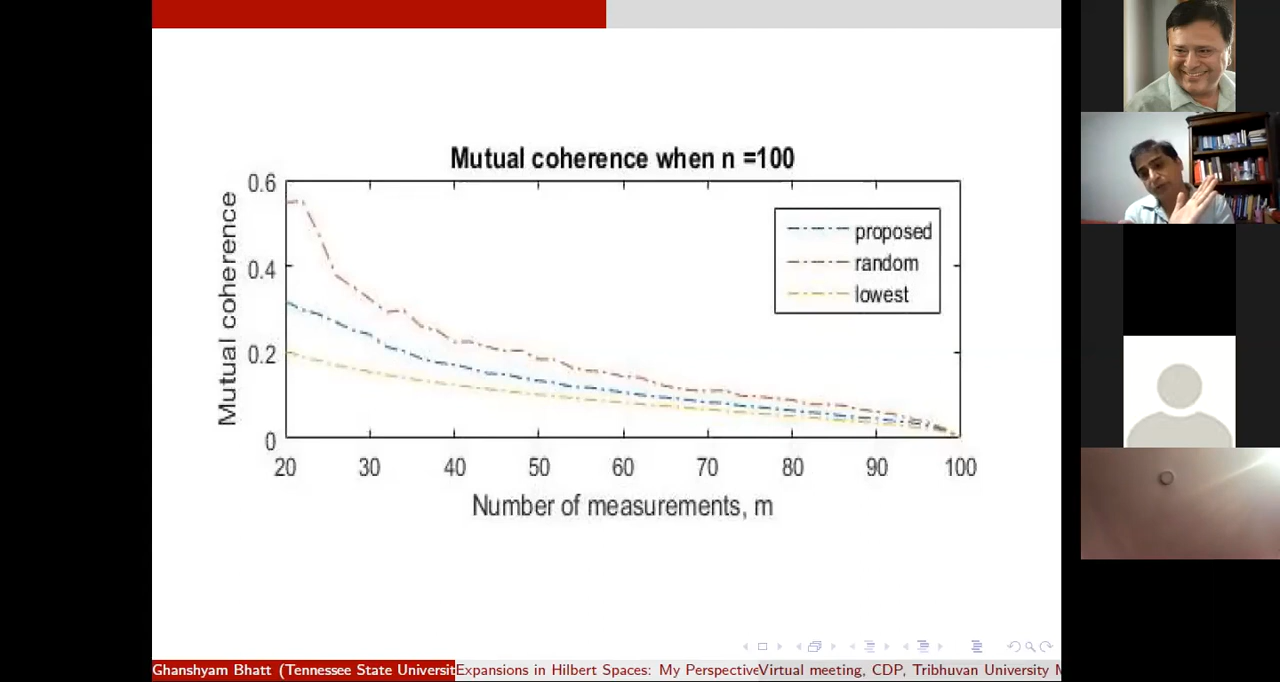 Mutual coherence when n =100
Mutual coherence
0.6
0.4
0.2
0
proposed
random
lowest
20 30 40 50 60 70 80 90 100
Number of measurements, m
Ghanshyam Bhatt (Tennessee State Universit Expansions in Hilbert Spaces: My Perspective Virtual meeting, CDP, Tribhuvan University M